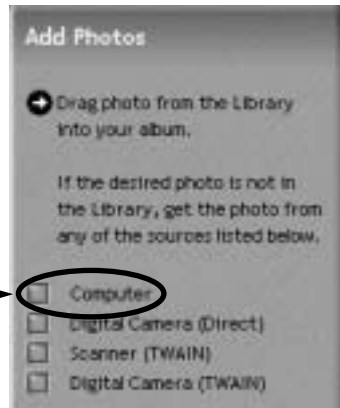 Add Photos
Drag photo from the Library
into your album.
If the desired photo is not in
the Library, get the photo from
any of the sources listed below.
Computer
Digital Camera (Direct)
Scanner (TWAIN)
Digital Camera (TWAIN)